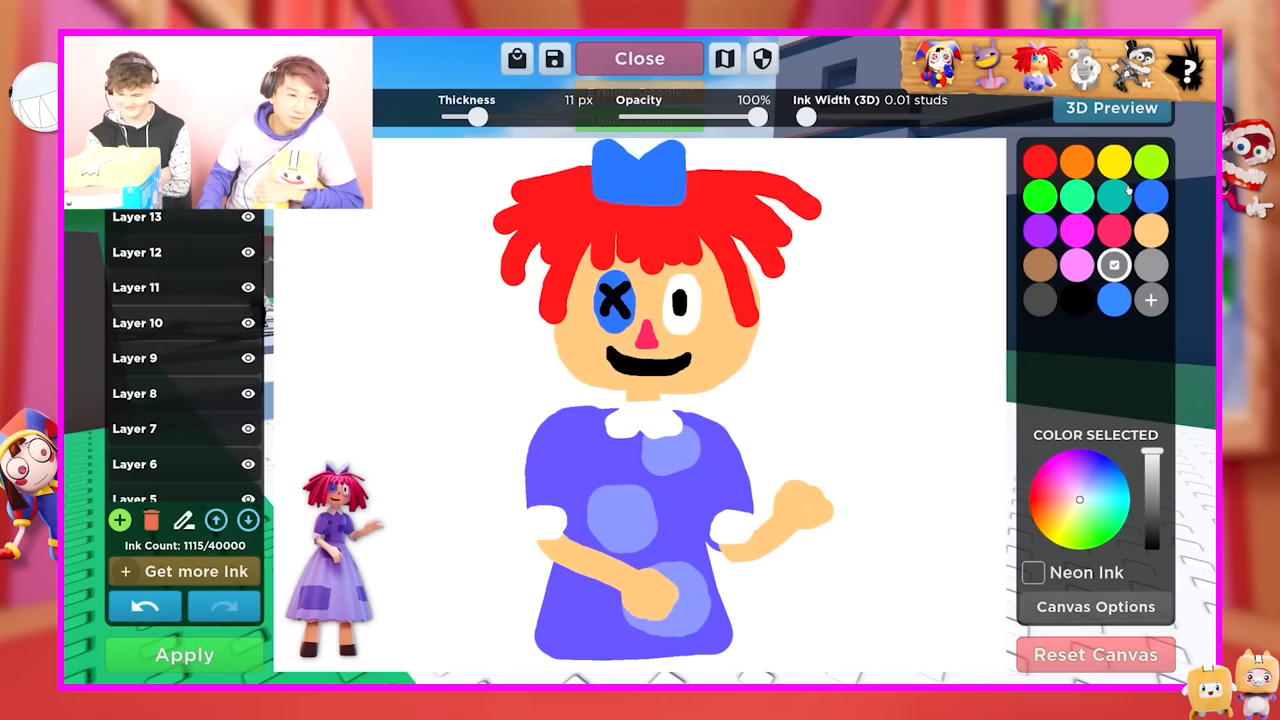 Close
Thickness 11 px Opacity 100% Ink Width (3D) 0.01 studs
3D Preview
?
Layer 13
Layer 12
Layer 11
Layer 10
Layer 9
Layer 8
Layer 7
Layer 6
Layer 5
Ink Count: 1115/40000
+ Get more Ink
Apply
COLOR SELECTED
Neon Ink
Canvas Options
Reset Canvas